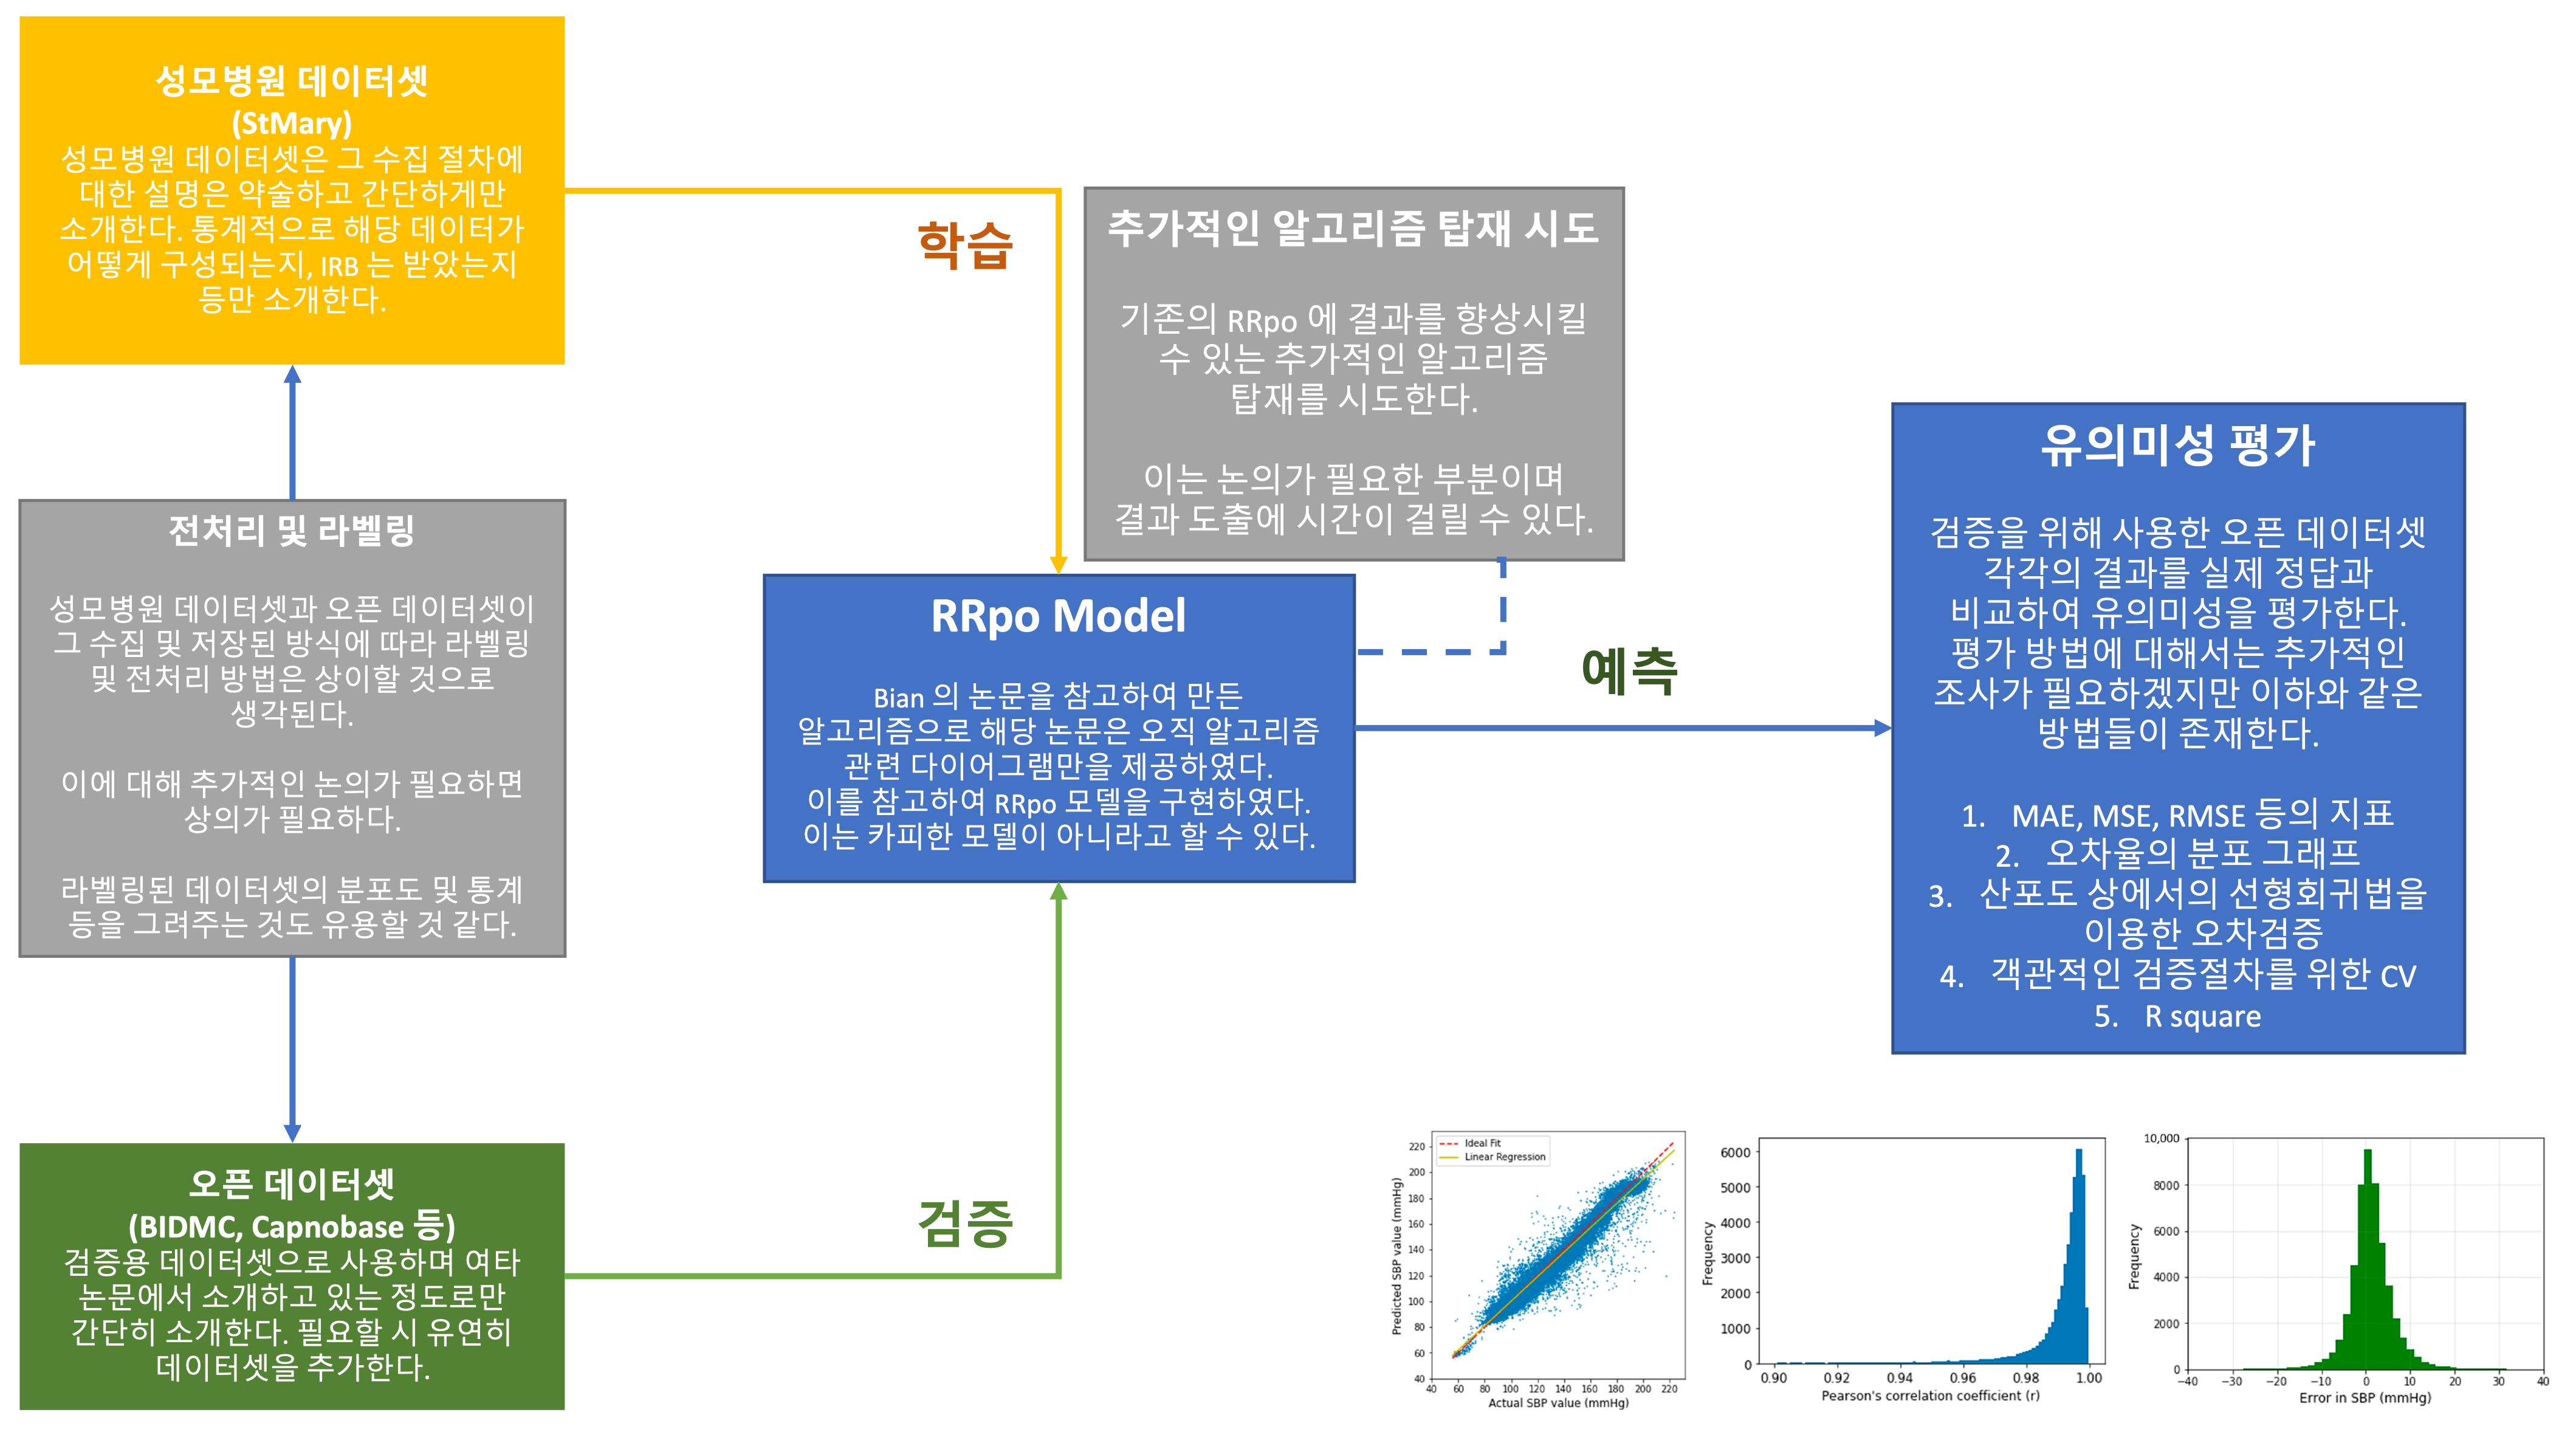 성모병원 데이터셋
(StMary)
성모병원 데이터셋은 그 수집 절차에
대한 설명은 약술하고 간단하게만
소개한다. 통계적으로 해당 데이터가
어떻게 구성되는지, IRB 는 받았는지
등만 소개한다.
전처리 및 라벨링
성모병원 데이터셋과 오픈 데이터셋이
그 수집 및 저장된 방식에 따라 라벨링
및 전처리 방법은 상이할 것으로
생각된다.
이에 대해 추가적인 논의가 필요하면
상의가 필요하다.
라벨링된 데이터셋의 분포도 및 통계
등을 그려주는 것도 유용할 것 같다.
오픈 데이터셋
(BIDMC, Capnobase 등)
검증용 데이터셋으로 사용하며 여타
논문에서 소개하고 있는 정도로만
간단히 소개한다. 필요할 시 유연히
데이터셋을 추가한다.
학습
검증
추가적인 알고리즘 탑재 시도
기존의 RRpo 에 결과를 향상시킬
수 있는 추가적인 알고리즘
탑재를 시도한다.
이는 논의가 필요한 부분이며
결과 도출에 시간이 걸릴 수 있다.
RRpo Model
Bian 의 논문을 참고하여 만든
알고리즘으로 해당 논문은 오직 알고리즘
관련 다이어그램만을 제공하였다.
이를 참고하여 RRpo 모델을 구현하였다.
이는 카피한 모델이 아니라고 할 수 있다.
예측
유의미성 평가
검증을 위해 사용한 오픈 데이터셋
각각의 결과를 실제 정답과
비교하여 유의미성을 평가한다.
평가 방법에 대해서는 추가적인
조사가 필요하겠지만 이하와 같은
방법들이 존재한다.
1. MAE, MSE, RMSE 등의 지표
2. 오차율의 분포 그래프
3. 산포도 상에서의 선형회귀법을
이용한 오차검증
4. 객관적인 검증절차를 위한 CV
5. R square
Ideal Fit
Linear Regression
Predicted SBP value (mmHg)
220
200
180
160
140
120
100
80
60
40
40 60 80 100 120 140 160 180 200 220
Actual SBP value (mmHg)
Frequency
6000
5000
4000
3000
2000
1000
0
0.90 0.92 0.94 0.96 0.98 1.00
Pearson's correlation coefficient (r)
Frequency
10,000
8000
6000
4000
2000
0
−40 −30 −20 −10 0 10 20 30 40
Error in SBP (mmHg)